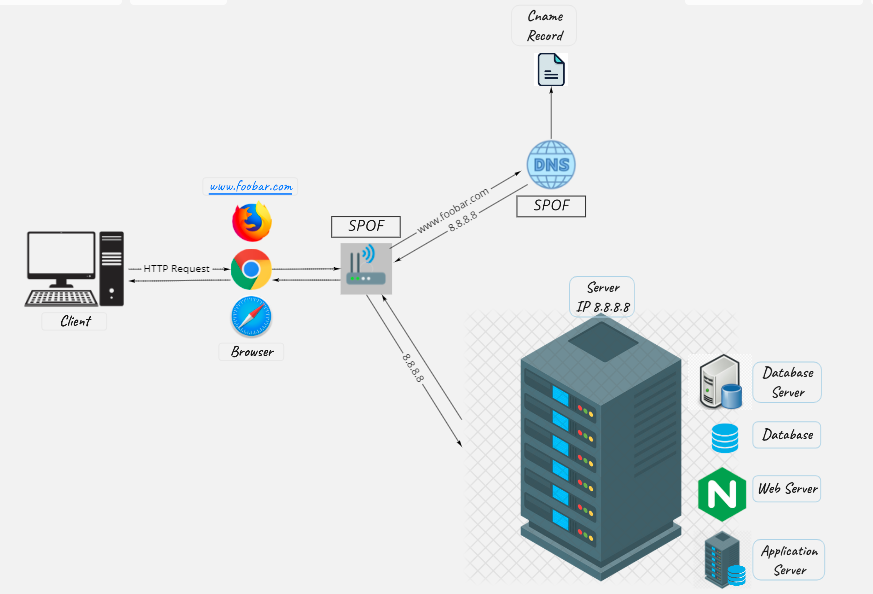 Cname
Record
DNS
SPOF
www.foobar.com
8.8.8.8
www.foobar.com
SPOF
HTTP Request
Client
Browser
8.8.8.8
Server
IP 8.8.8.8
Database
Server
Database
N
Web Server
Application
Server